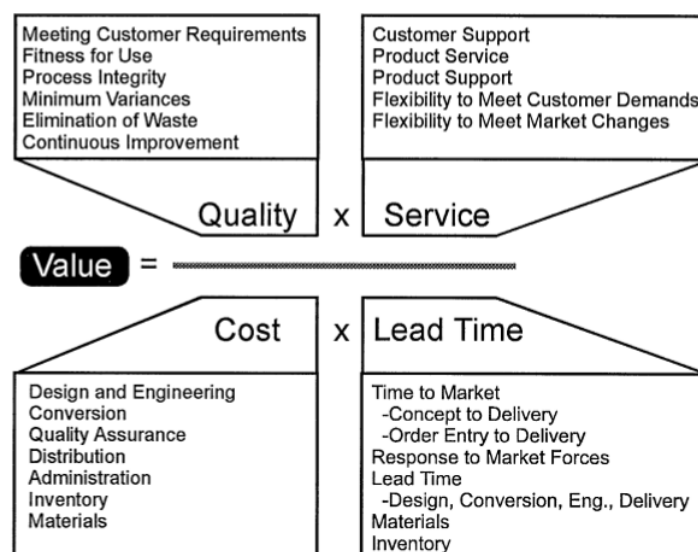 Meeting Customer Requirements
Fitness for Use
Process Integrity
Minimum Variances
Elimination of Waste
Continuous Improvement
Customer Support
Product Service
Product Support
Flexibility to Meet Customer Demands
Flexibility to Meet Market Changes
Quality x Service
Value =
Cost x Lead Time
Design and Engineering
Conversion
Quality Assurance
Distribution
Administration
Inventory
Materials
Time to Market
-Concept to Delivery
-Order Entry to Delivery
Response to Market Forces
Lead Time
-Design, Conversion, Eng., Delivery
Materials
Inventory